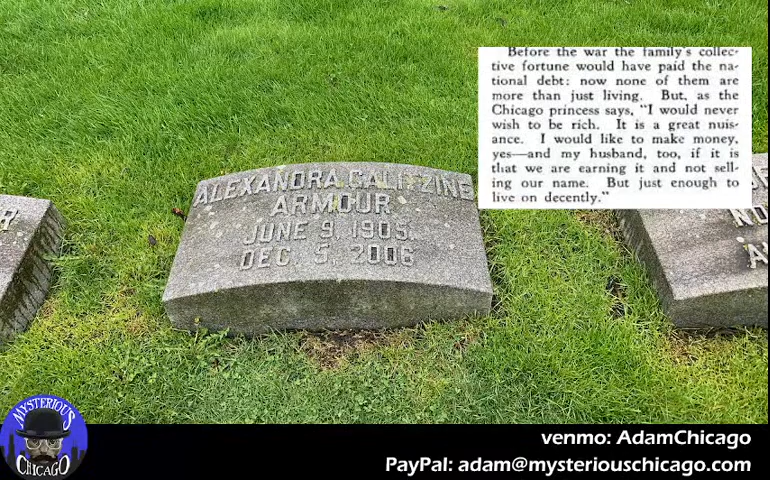 Before the war the family's collec-
tive fortune would have paid the na-
tional debt: now none of them are
more than just living. But, as the
Chicago princess says, "I would never
wish to be rich. It is a great nuis-
ance. I would like to make money,
yes—and my husband, too, if it is
that we are earning it and not sell-
ing our name. But just enough to
live on decently."
ALEXANDRA GALITZINE
ARMOUR
JUNE 9, 1905
DEC. 5, 2006
R
MYSTERIOUS
CHICAGO
venmo: AdamChicago
PayPal: adam@mysteriouschicago.com